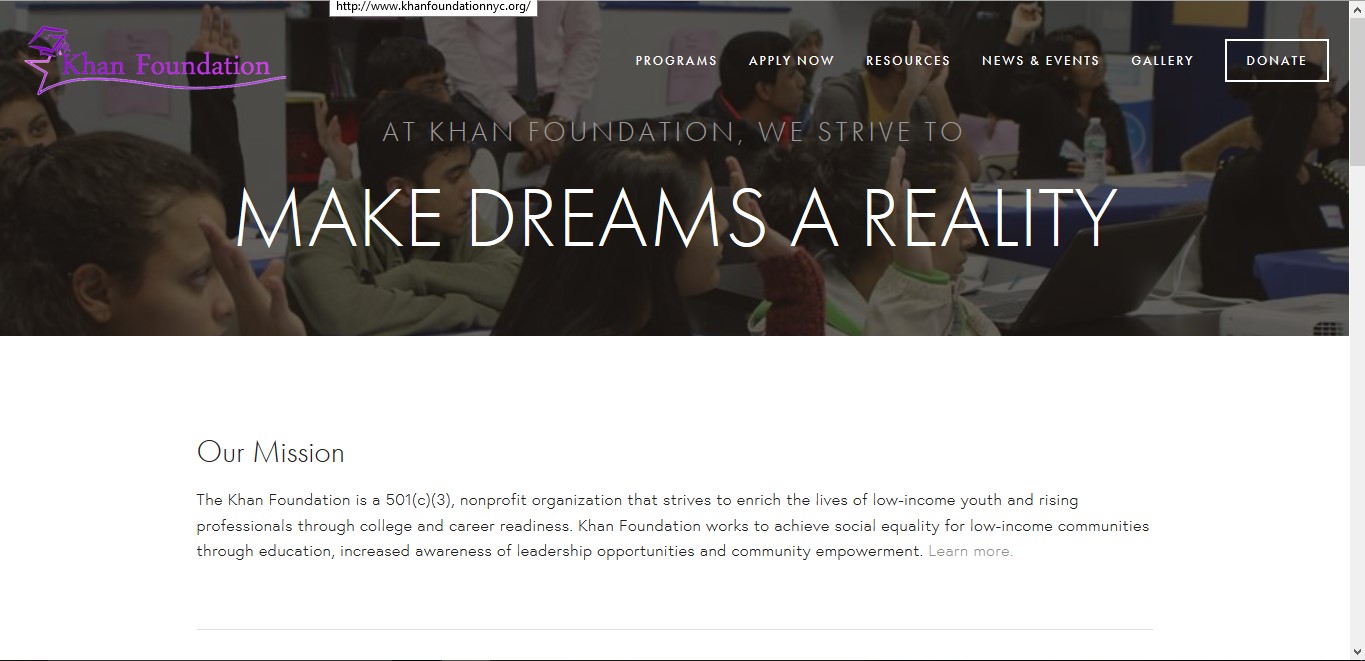 http://www.khanfoundationnyc.org/
Khan Foundation
PROGRAMS APPLY NOW RESOURCES NEWS & EVENTS GALLERY DONATE
AT KHAN FOUNDATION, WE STRIVE TO
MAKE DREAMS A REALITY
Our Mission
The Khan Foundation is a 501(c)(3), nonprofit organization that strives to enrich the lives of low-income youth and rising
professionals through college and career readiness. Khan Foundation works to achieve social equality for low-income communities
through education, increased awareness of leadership opportunities and community empowerment. Learn more.